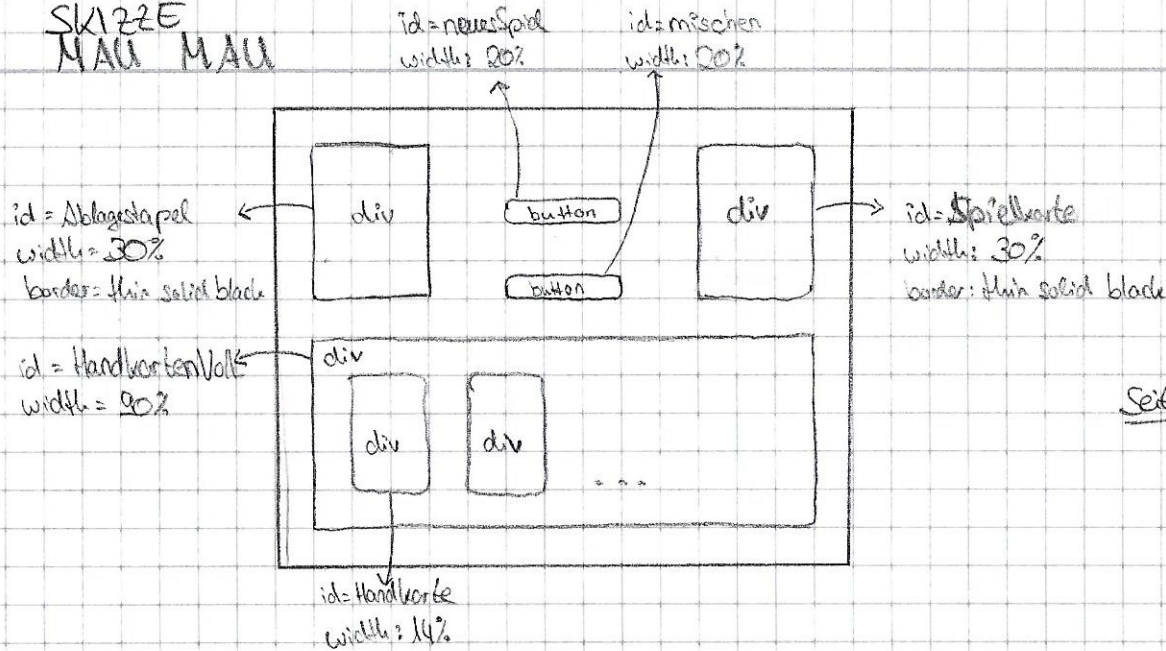 SKIZZE
MAU MAU
id=neuesSpiel
width: 20%
id=mischen
width: 20%
id = Ablagestapel
width = 30%
border = thin solid black
div
button
button
div
id= Spielkarte
width: 30%
border: thin solid black
id = HandkartenVoll
width = 90%
div
div
div
...
Seit
id=Handkarte
width: 14%